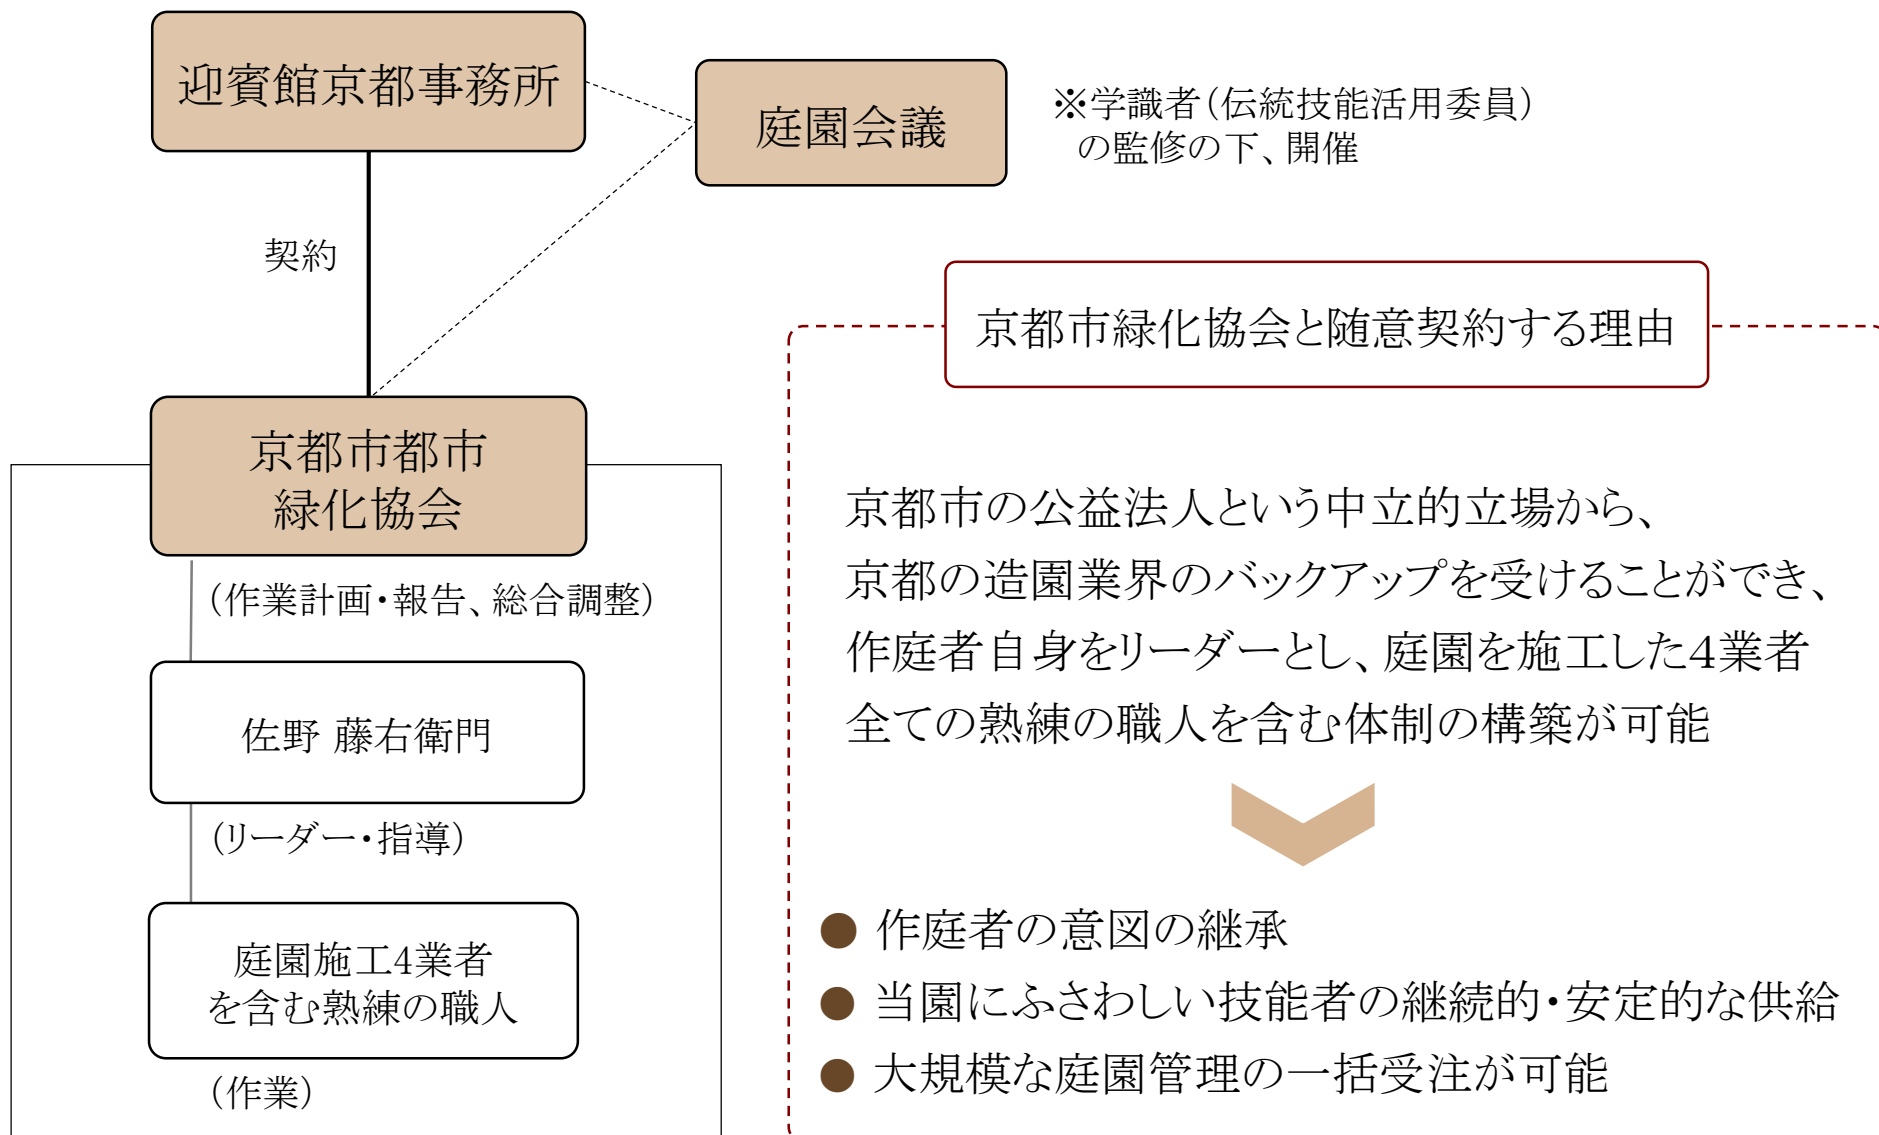 迎賓館京都事務所
庭園会議
※学識者(伝統技能活用委員)
の監修の下、開催
契約
京都市都市
緑化協会
(作業計画・報告、総合調整)
佐野 藤右衛門
(リーダー・指導)
庭園施工4業者
を含む熟練の職人
(作業)
京都市緑化協会と随意契約する理由
京都市の公益法人という中立的立場から、
京都の造園業界のバックアップを受けることができ、
作庭者自身をリーダーとし、庭園を施工した4業者
全ての熟練の職人を含む体制の構築が可能
● 作庭者の意図の継承
● 当園にふさわしい技能者の継続的・安定的な供給
● 大規模な庭園管理の一括受注が可能